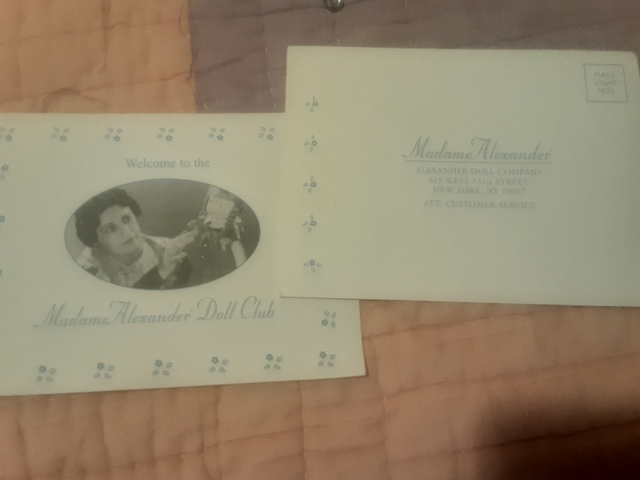 Welcome to the
Madame Alexander Doll Club
PLACE
STAMP
HERE
Madame Alexander
ALEXANDER DOLL COMPANY
615 WEST 131st STREET
NEW YORK, NY 10027
ATT: CUSTOMER SERVICE